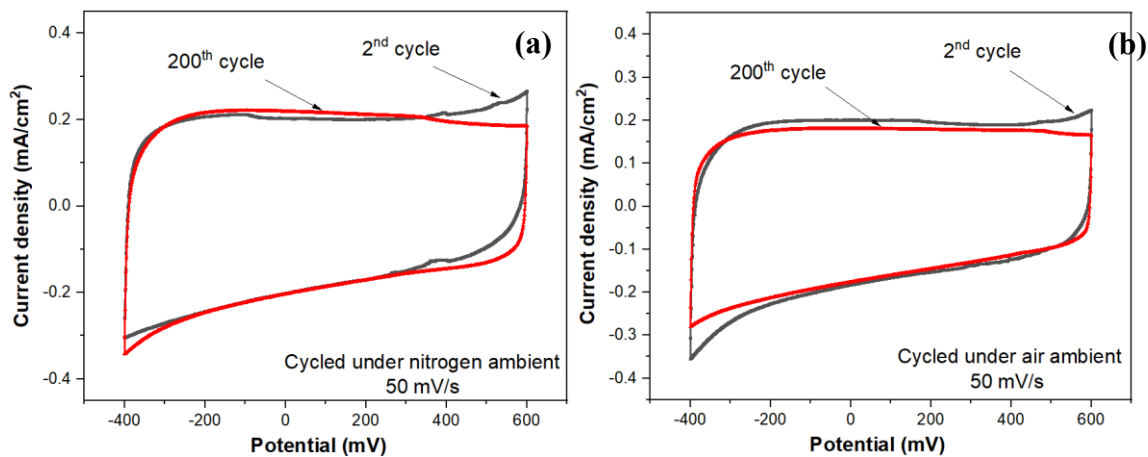 (a)
2nd cycle
200th cycle
0.4
0.2
0.0
-0.2
-0.4
Current density (mA/cm2)
Cycled under nitrogen ambient
50 mV/s
-400 -200 0 200 400 600
Potential (mV)
(b)
2nd cycle
200th cycle
0.4
0.3
0.2
0.1
0.0
-0.1
-0.2
-0.3
-0.4
Current density (mA/cm2)
Cycled under air ambient
50 mV/s
-400 -200 0 200 400 600
Potential (mV)